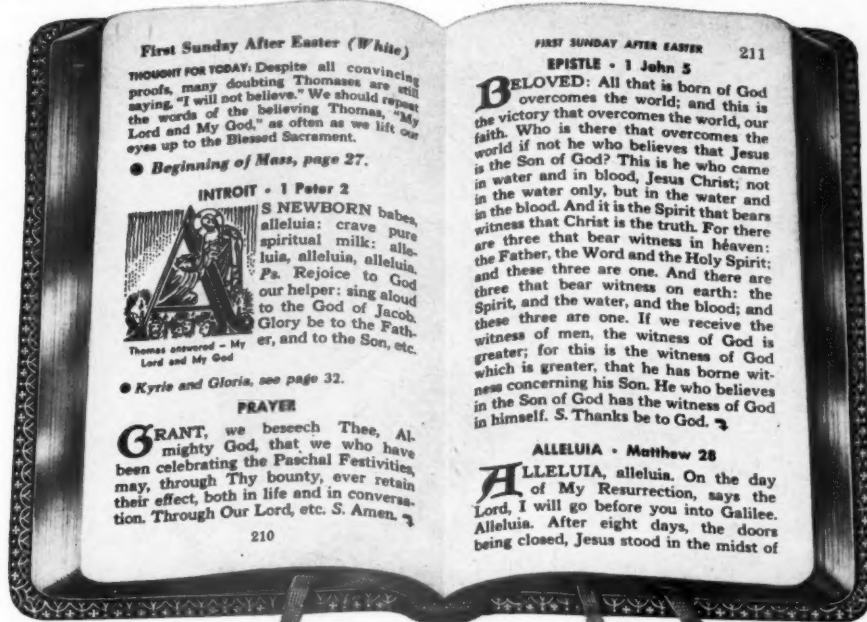 First Sunday After Easter (White)
THOUGHT FOR TODAY: Despite all convincing
proofs, many doubting Thomases are still
saying, "I will not believe." We should repeat
the words of the believing Thomas, "My
Lord and My God," as often as we lift our
eyes up to the Blessed Sacrament.
● Beginning of Mass, page 27.
INTROIT • 1 Peter 2
AS NEWBORN babes,
alleluia: crave pure
spiritual milk: alle-
luia, alleluia, alleluia.
Ps. Rejoice to God
our helper: sing aloud
to the God of Jacob.
Glory be to the Fath-
er, and to the Son, etc.
Thomas answered – My
Lord and My God
● Kyrie and Gloria, see page 32.
PRAYER
GRANT, we beseech Thee, Al-
mighty God, that we who have
been celebrating the Paschal Festivities,
may, through Thy bounty, ever retain
their effect, both in life and in conversa-
tion. Through Our Lord, etc. S. Amen.
210
FIRST SUNDAY AFTER EASTER 211
EPISTLE • 1 John 5
BELOVED: All that is born of God
overcomes the world; and this is
the victory that overcomes the world, our
faith. Who is there that overcomes the
world if not he who believes that Jesus
is the Son of God? This is he who came
in water and in blood, Jesus Christ; not
in the water only, but in the water and
in the blood. And it is the Spirit that bears
witness that Christ is the truth. For there
are three that bear witness in héaven:
the Father, the Word and the Holy Spirit;
and these three are one. And there are
three that bear witness on earth: the
Spirit, and the water, and the blood; and
these three are one. If we receive the
witness of men, the witness of God is
greater; for this is the witness of God
which is greater, that he has borne wit-
ness concerning his Son. He who believes
in the Son of God has the witness of God
in himself. S. Thanks be to God.
ALLELUIA • Matthew 28
ALLELUIA, alleluia. On the day
of My Resurrection, says the
Lord, I will go before you into Galilee.
Alleluia. After eight days, the doors
being closed, Jesus stood in the midst of